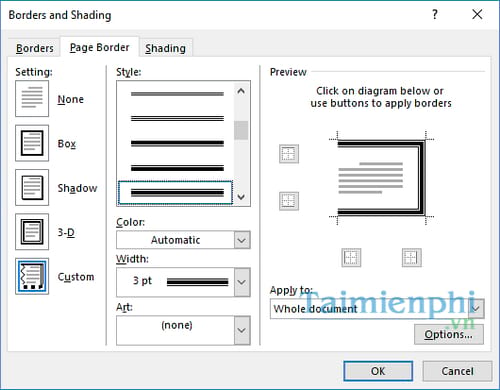 Borders and Shading
Borders
Page Border
Shading
Setting:
None
Box
Shadow
3-D
Custom
Style:
Color:
Automatic
Width:
3 pt
Art:
(none)
Preview
Click on diagram below or
use buttons to apply borders
Apply to:
Whole document
Taimienphi
.vn
Options...
OK
Cancel